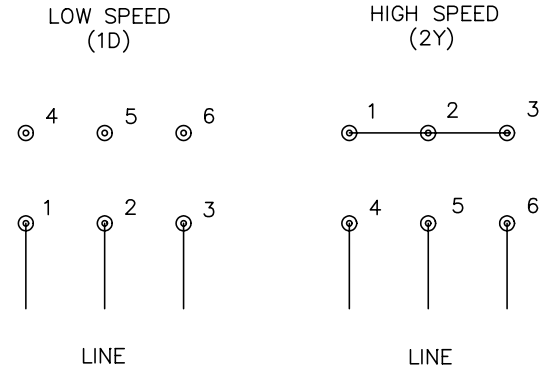 LOW SPEED
(1D)
4 5 6
1 2 3
LINE
HIGH SPEED
(2Y)
1 2 3
4 5 6
LINE